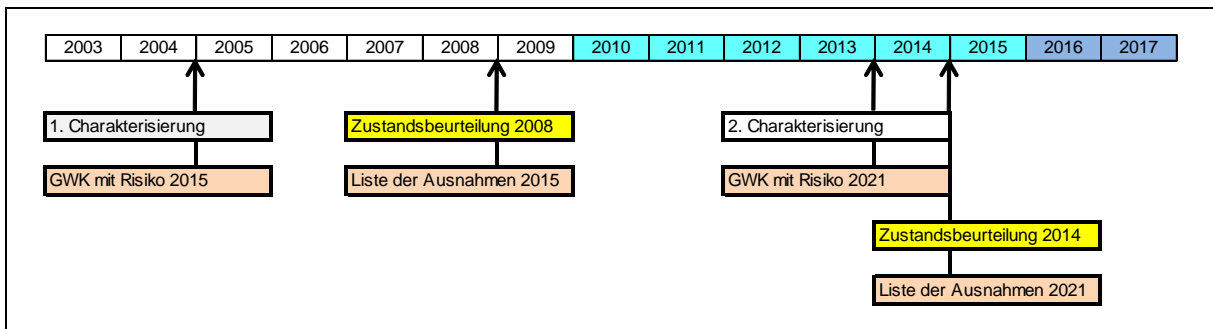 2003 2004 2005 2006 2007 2008 2009 2010 2011 2012 2013 2014 2015 2016 2017
1. Charakterisierung Zustandsbeurteilung 2008 2. Charakterisierung
GWK mit Risiko 2015 Liste der Ausnahmen 2015 GWK mit Risiko 2021
Zustandsbeurteilung 2014
Liste der Ausnahmen 2021